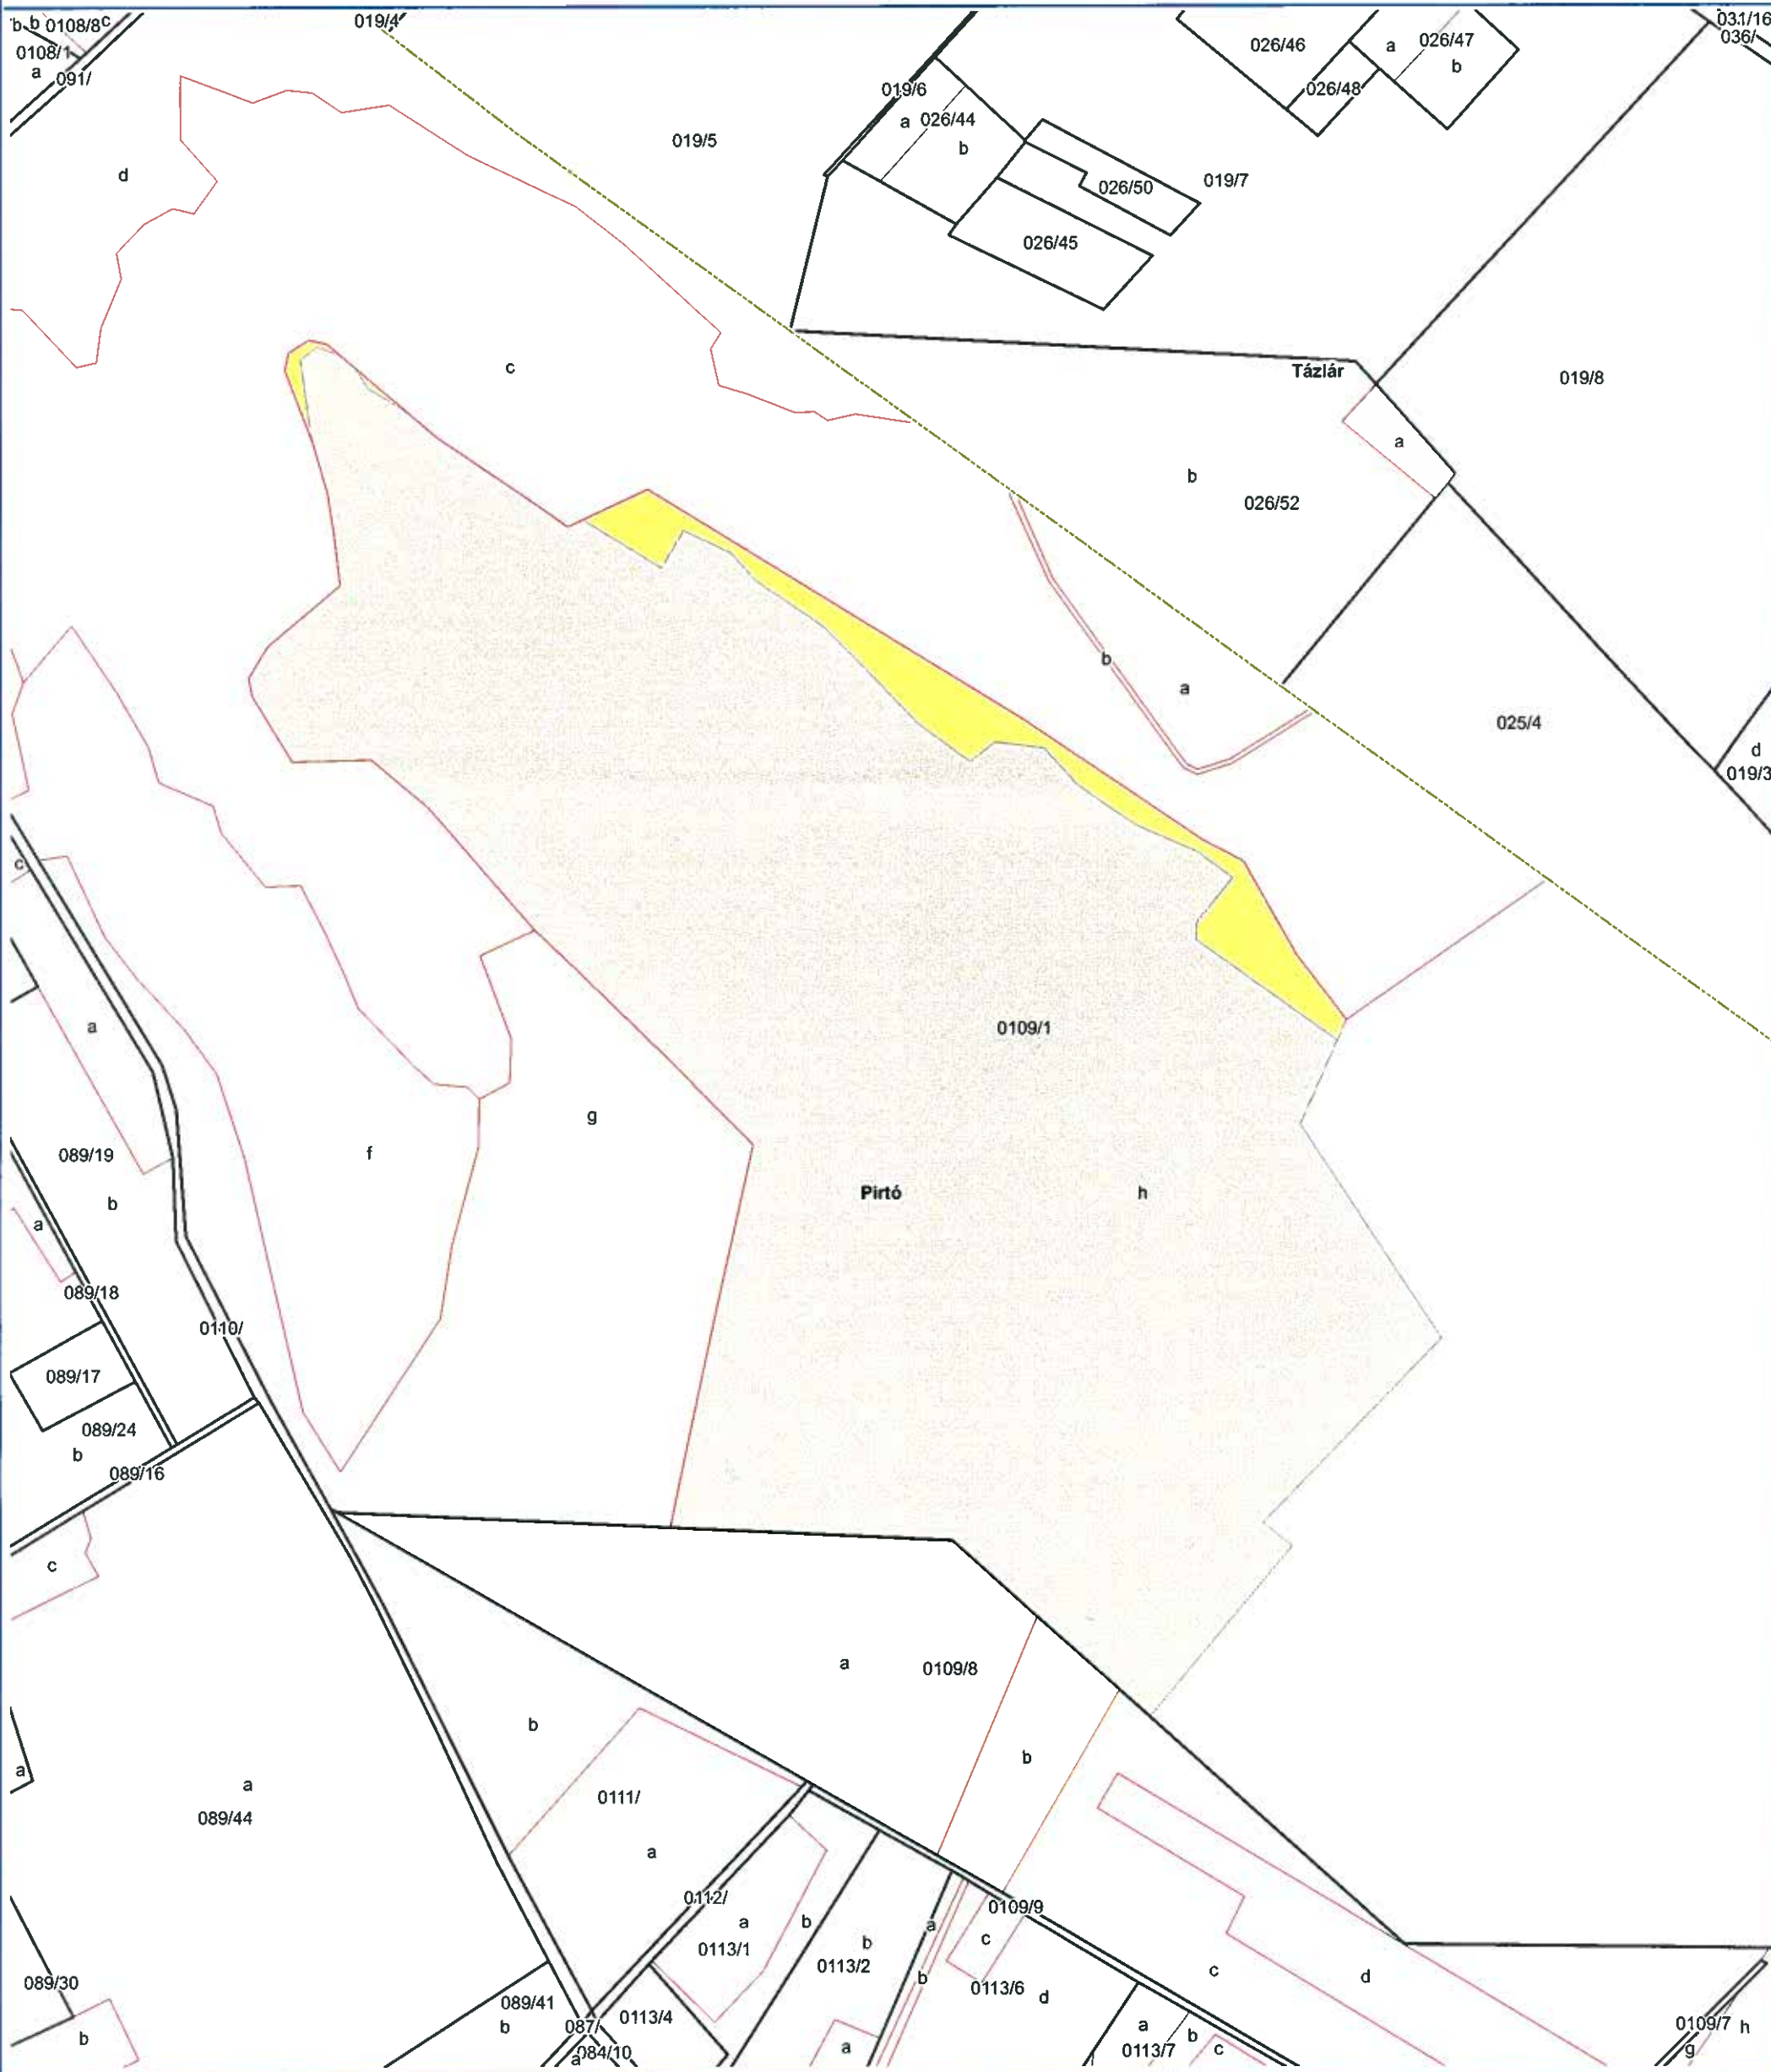 b b 0108/8 c
0108/1
a
091/
019/4
019/6
a 026/44
b
019/5
026/46
a 026/47
b
026/48
031/16
036/
d
026/50
019/7
026/45
c
Tázlár
019/8
a
b
026/52
b
a
025/4
d
019/3
c
a
0109/1
g
f
089/19
b
Pirtó
h
a
089/18
0110/
089/17
089/24
b
089/16
c
a
0109/8
b
b
a
a
089/44
0111/
a
0112/
a
0113/1
b
b
0113/2
a
0109/9
c
b
0113/6
d
c
d
089/30
b
089/41
b
087/
0113/4
084/10
a
a
a
0113/7
b
c
0109/7 h
g